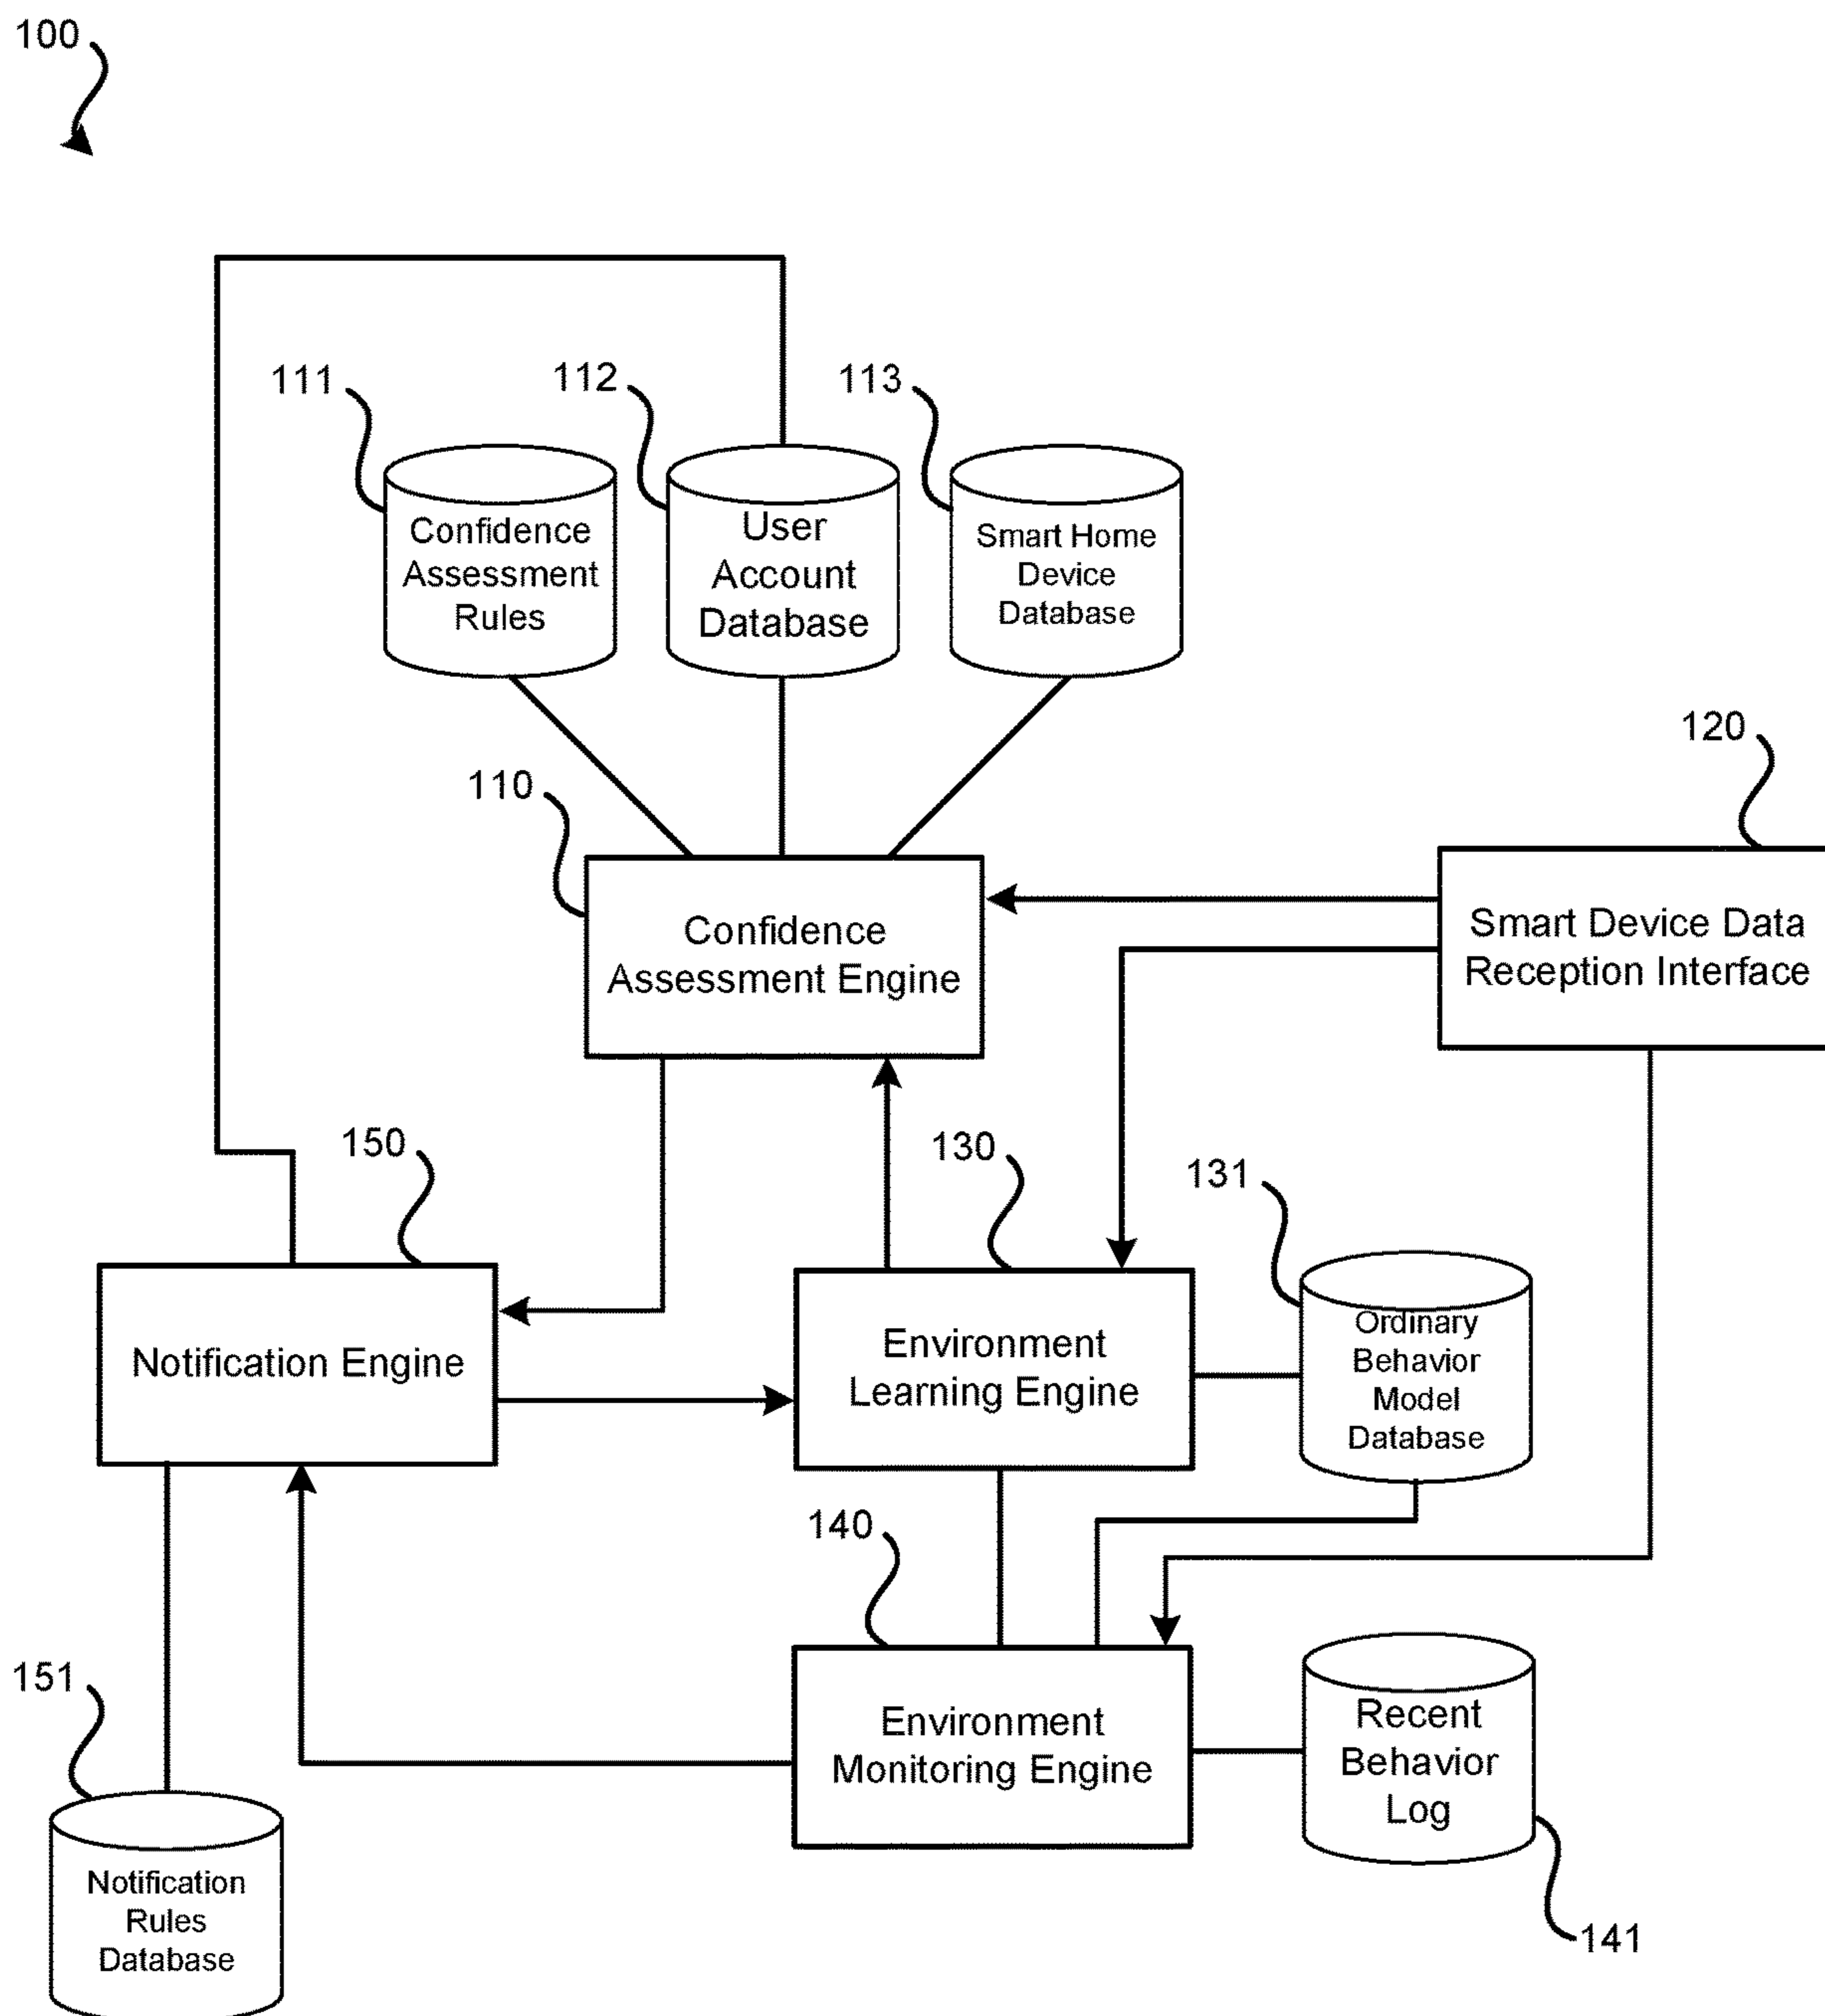 100
111
112
113
Confidence
Assessment
Rules
User
Account
Database
Smart Home
Device
Database
120
110
Confidence
Assessment Engine
Smart Device Data
Reception Interface
150
130
131
Notification Engine
Environment
Learning Engine
Ordinary
Behavior
Model
Database
140
151
Environment
Monitoring Engine
Recent
Behavior
Log
Notification
Rules
Database
141